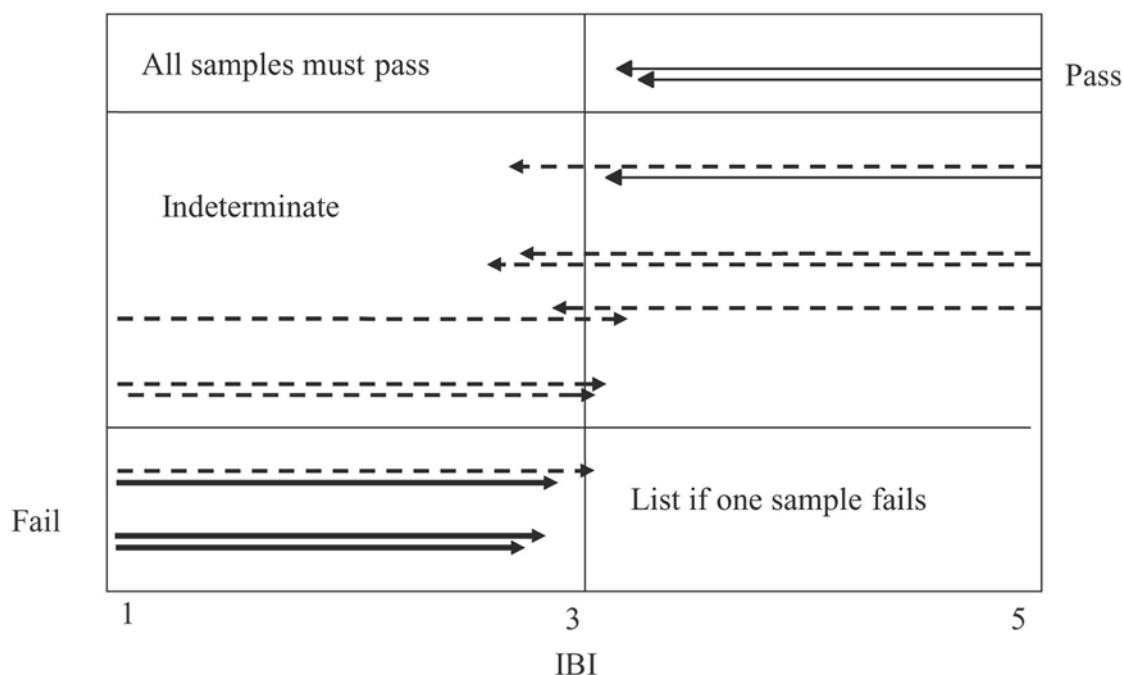 All samples must pass
Pass
Indeterminate
List if one sample fails
Fail
1 3 5
IBI